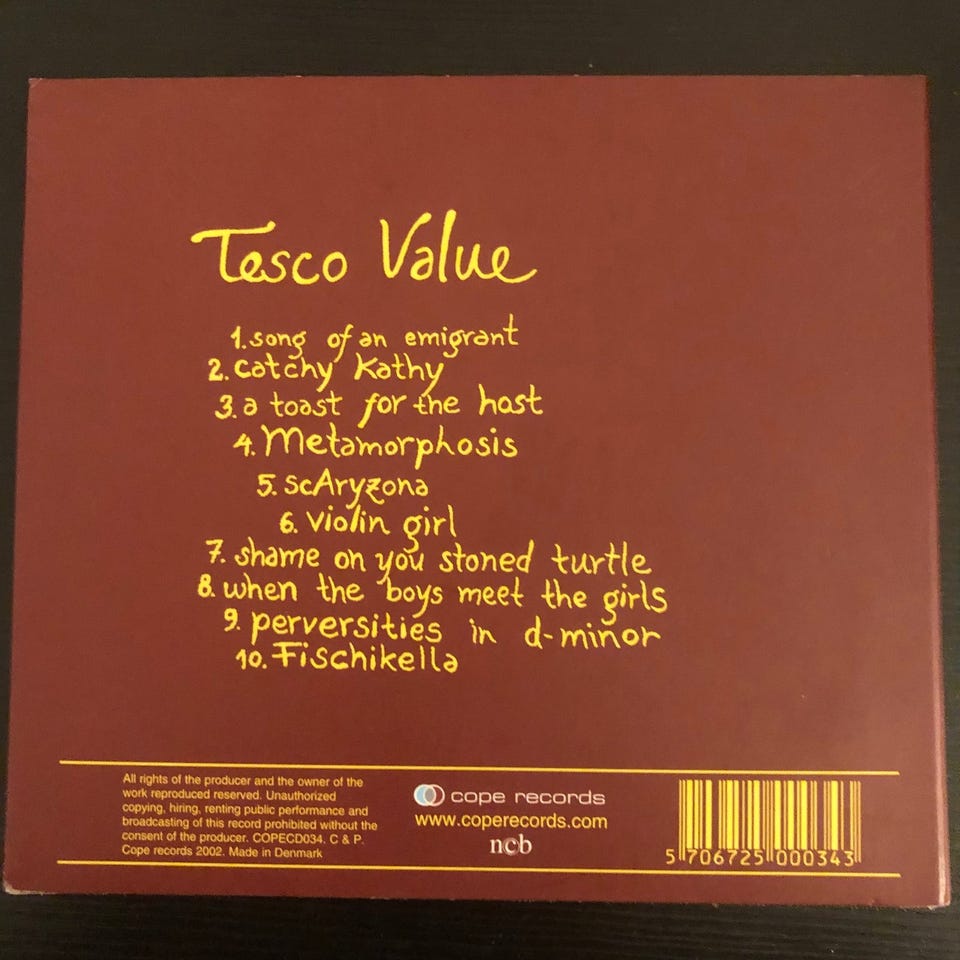 Tesco Value
1. song of an emigrant
2. catchy Kathy
3. a toast for the host
4. Metamorphosis
5. scAryzona
6. violin girl
7. shame on you stoned turtle
8. when the boys meet the girls
9. perversities in d-minor
10. Fischikella
All rights of the producer and the owner of the
work reproduced reserved. Unauthorized
copying, hiring, renting public performance and
broadcasting of this record prohibited without the
consent of the producer. COPECD034. C & P.
Cope records 2002. Made in Denmark
cope records
www.coperecords.com
ncb
5 706725 000343